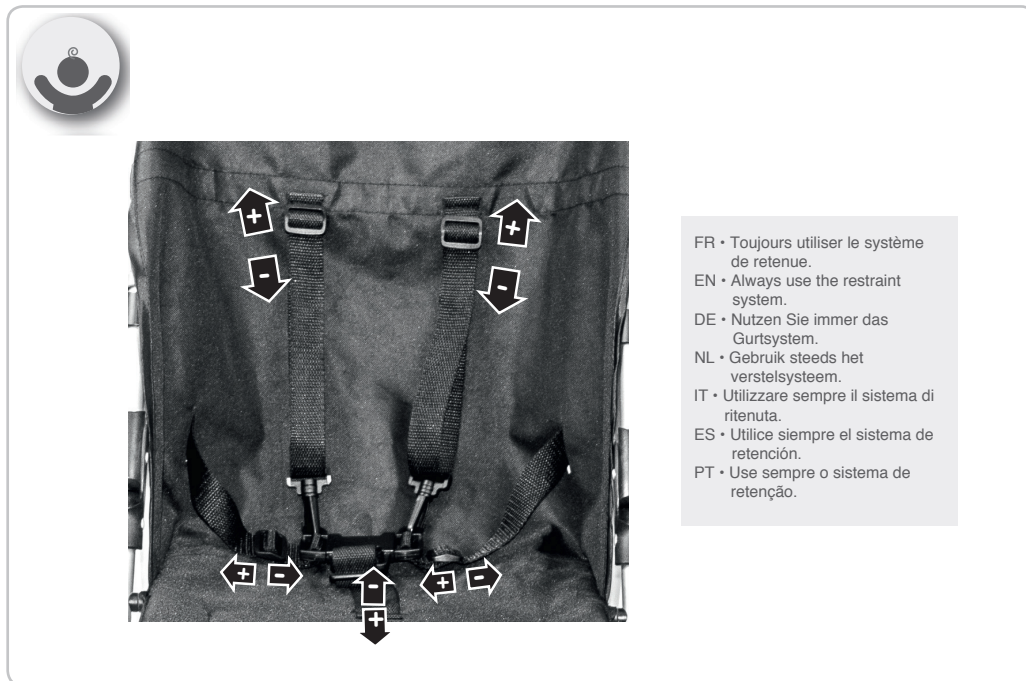 +
+
-
-
FR • Toujours utiliser le système
de retenue.
EN • Always use the restraint
system.
DE • Nutzen Sie immer das
Gurtsystem.
NL • Gebruik steeds het
verstelsysteem.
IT • Utilizzare sempre il sistema di
ritenuta.
ES • Utilice siempre el sistema de
retención.
PT • Use sempre o sistema de
retenção.
+ -
+ -
-
+